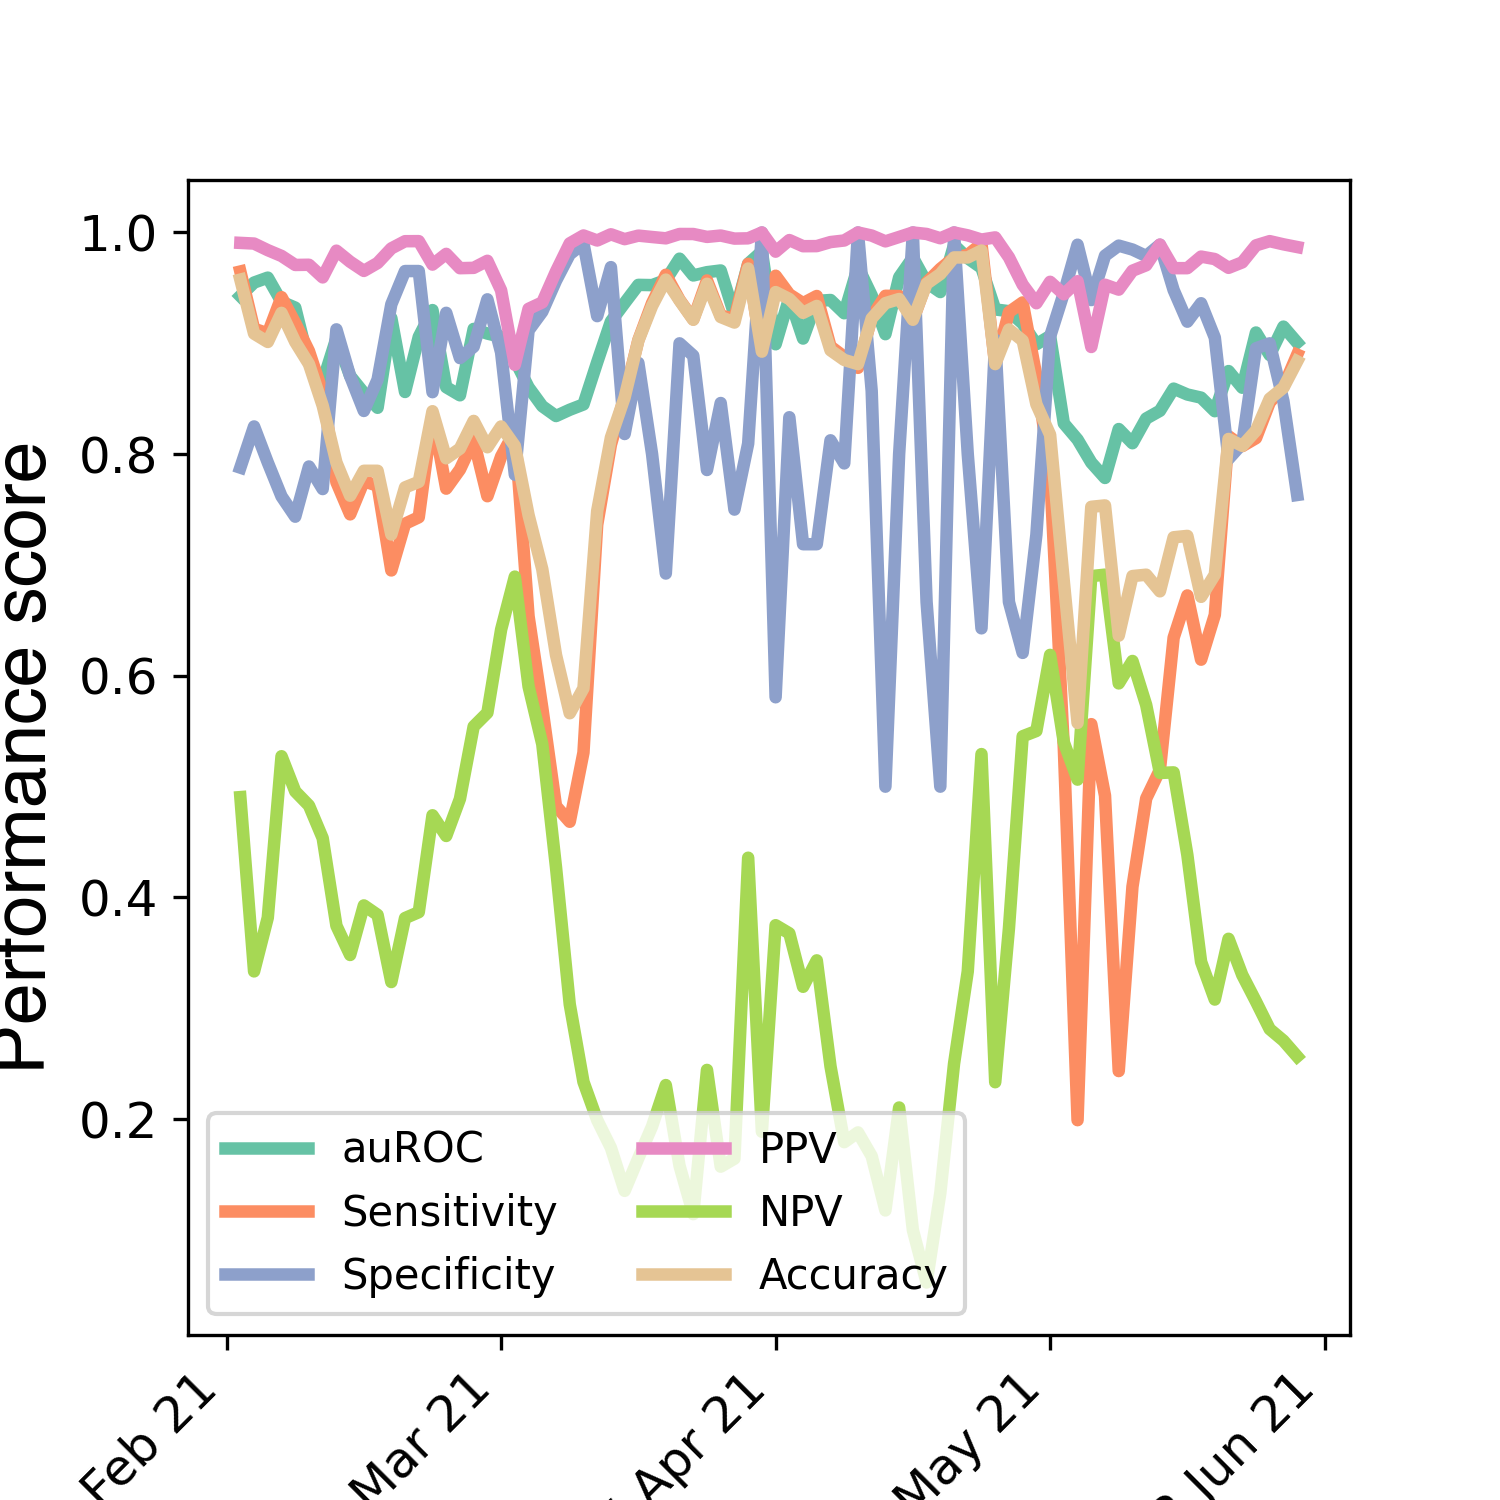 Performance score
1.0
0.8
0.6
0.4
0.2
auROC
Sensitivity
Specificity
PPV
NPV
Accuracy
Feb 21
Mar 21
Apr 21
May 21
Jun 21